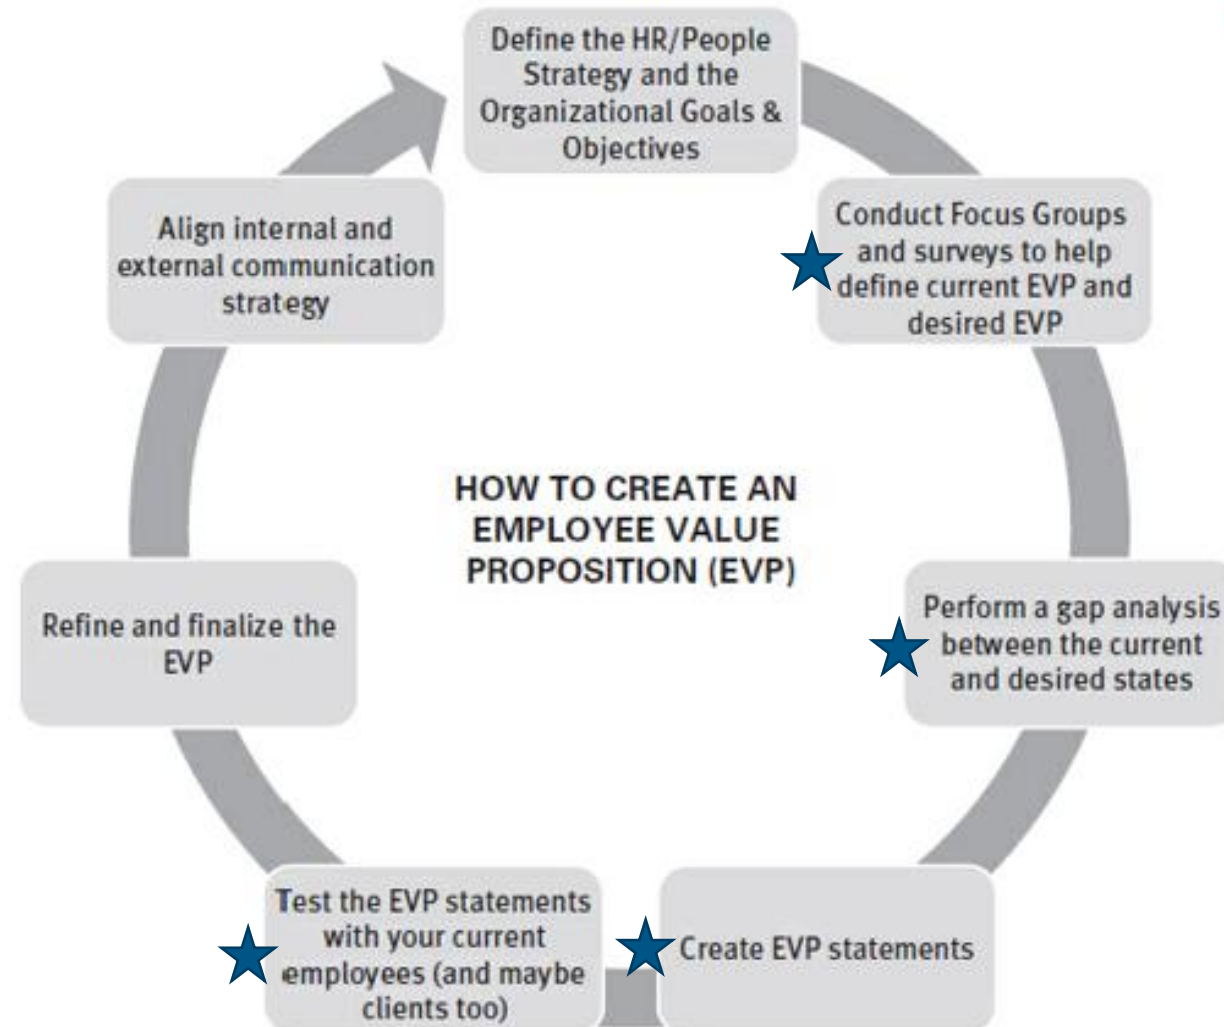 Define the HR/People
Strategy and the
Organizational Goals &
Objectives
Conduct Focus Groups
and surveys to help
define current EVP and
desired EVP
Perform a gap analysis
between the current
and desired states
Create EVP statements
Test the EVP statements
with your current
employees (and maybe
clients too)
Refine and finalize the
EVP
Align internal and
external communication
strategy
HOW TO CREATE AN
EMPLOYEE VALUE
PROPOSITION (EVP)